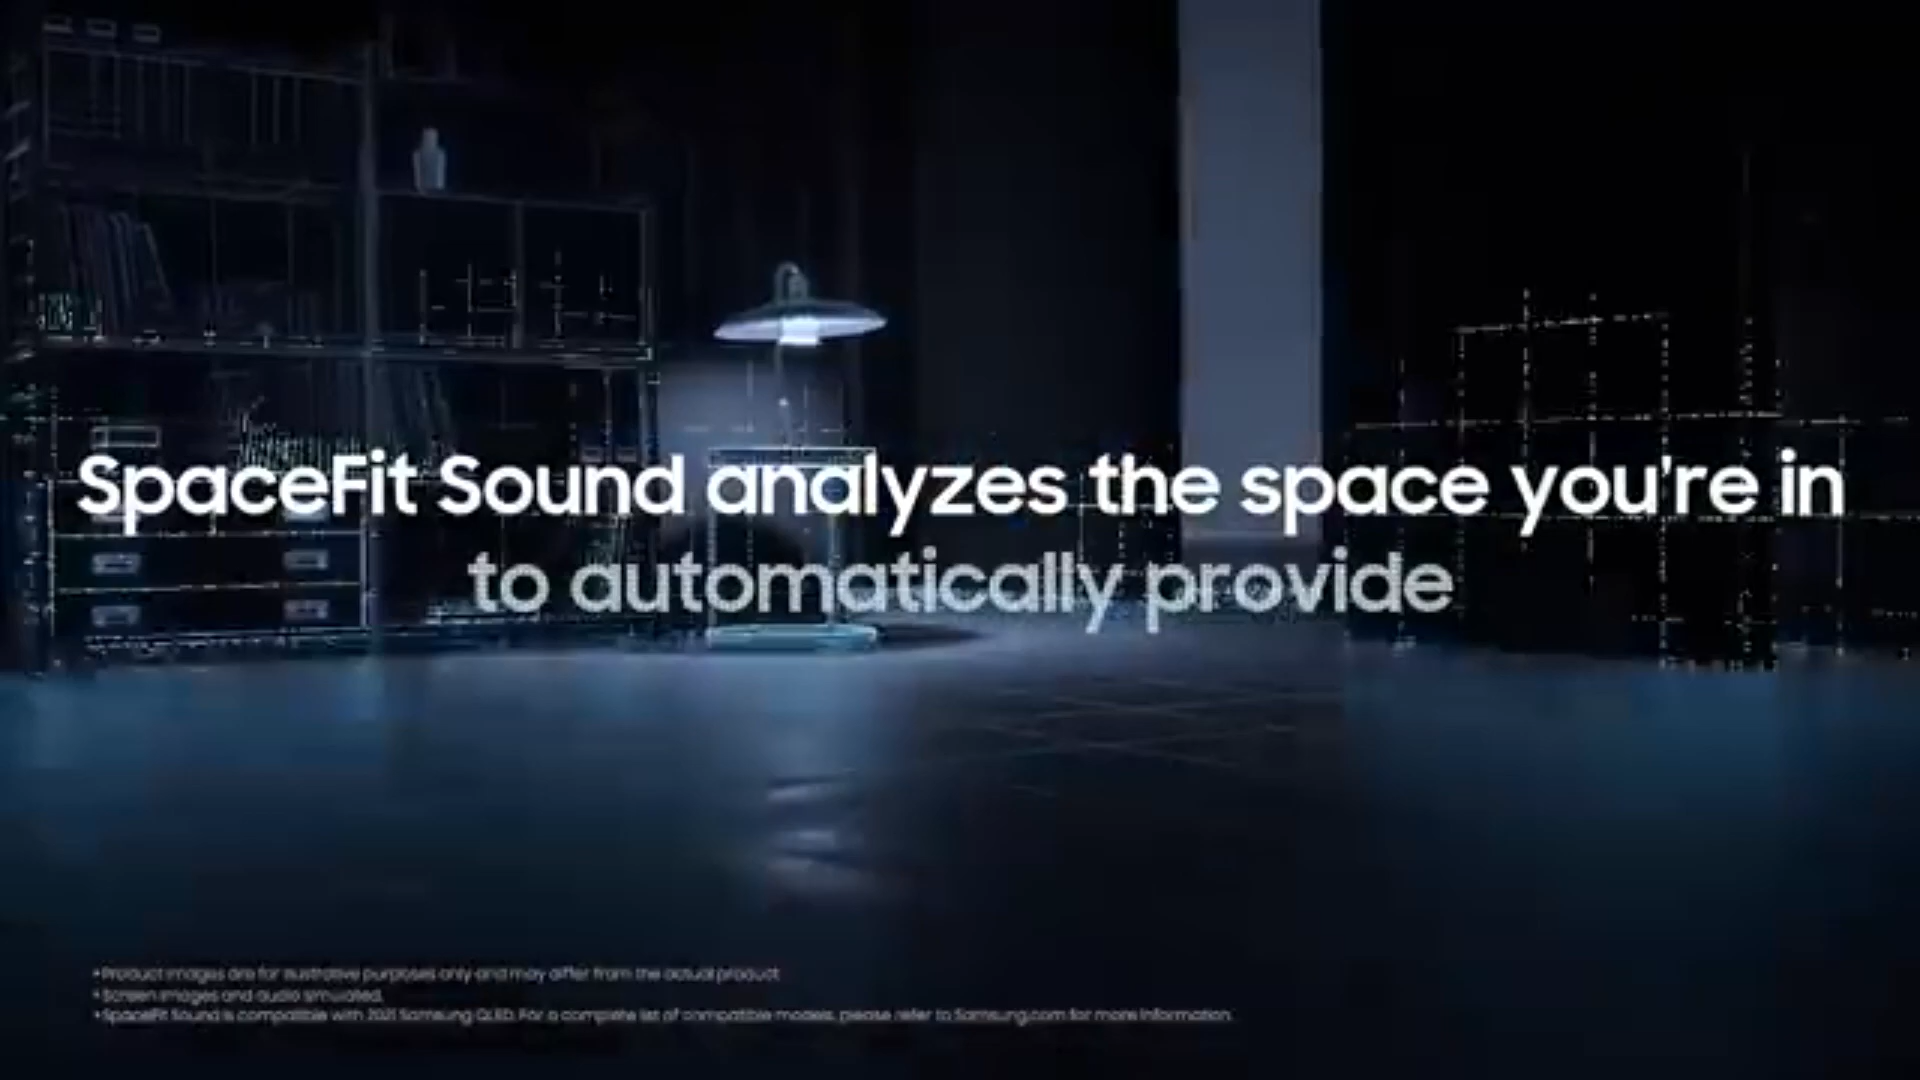 SpaceFit Sound analyzes the space you're in
to automatically provide
• Product images are for illustrative purposes only and may differ from the actual product
• Screen images and audio simulated.
• SpaceFit Sound is compatible with 2021 Samsung QLED. For a complete list of compatible models, please refer to Samsung.com for more information.